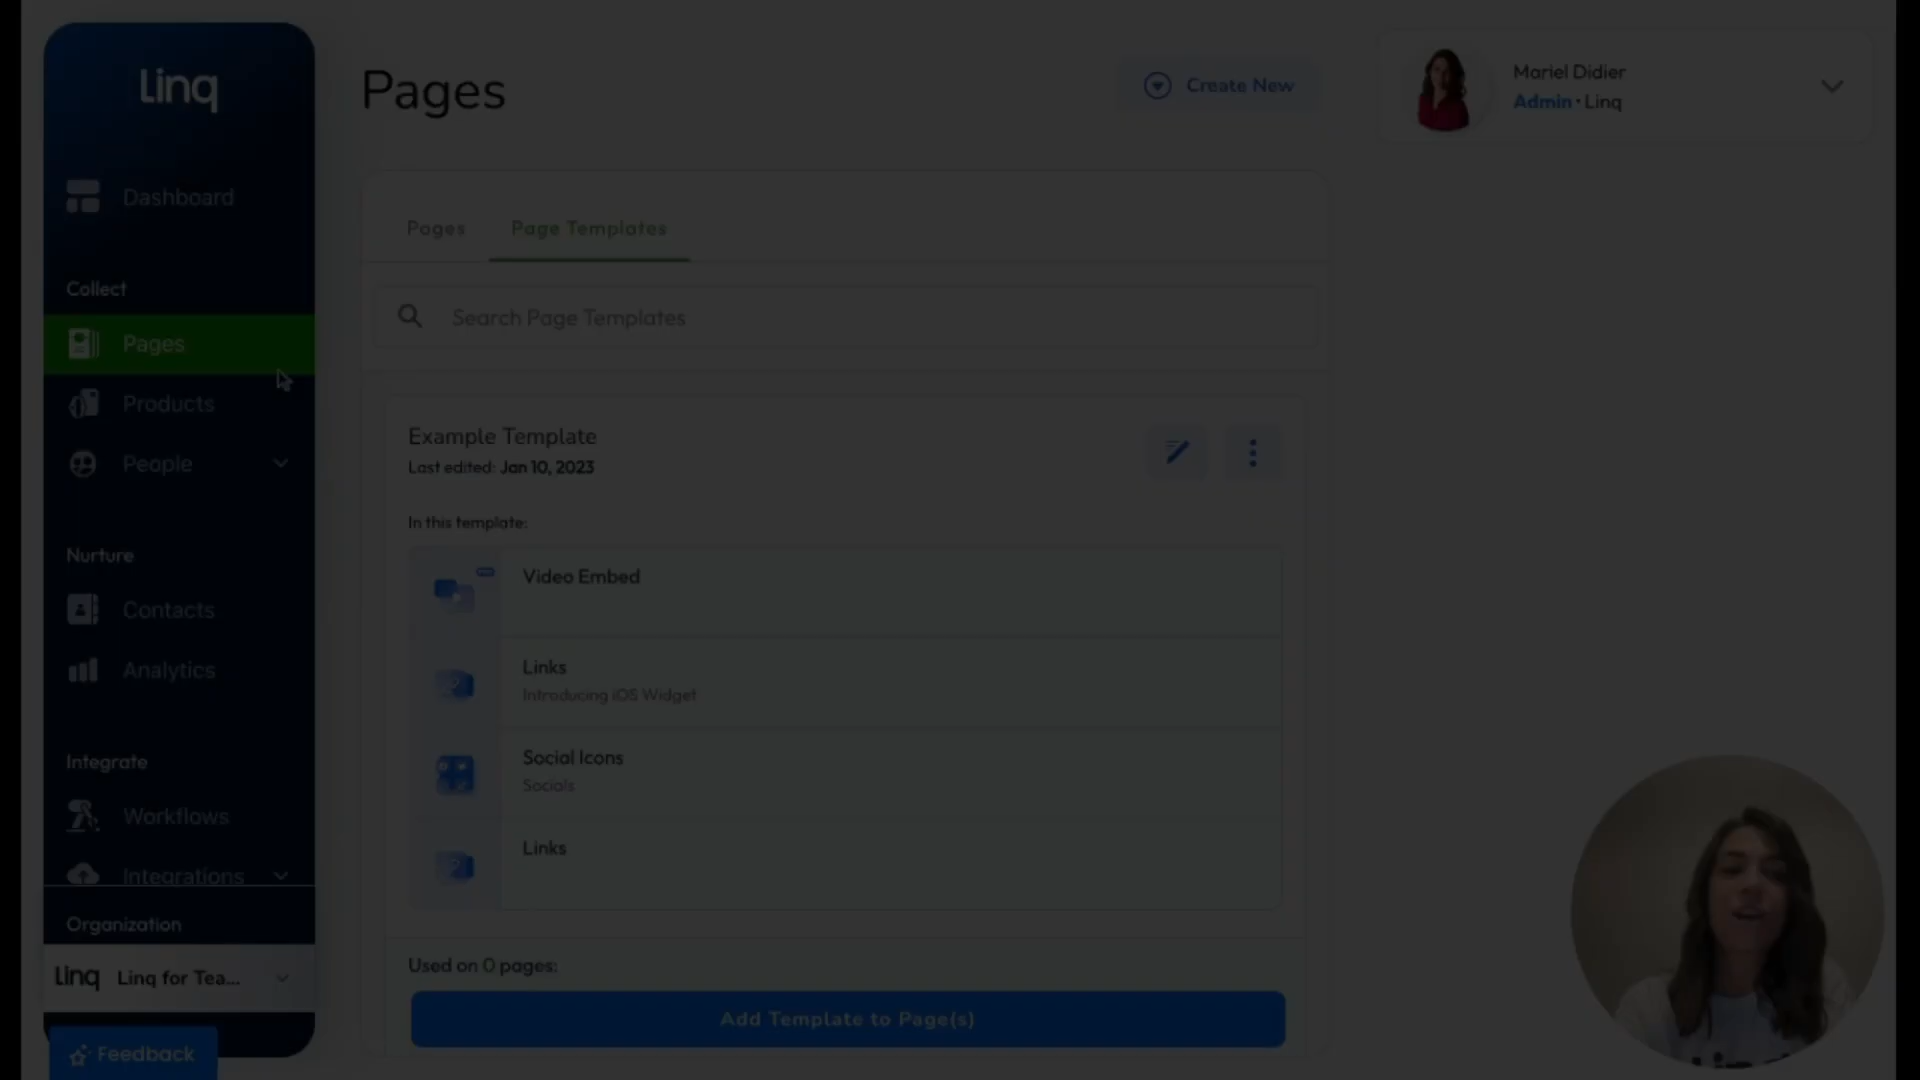 Linq
Dashboard
Collect
Pages
Products
People
Nurture
Contacts
Analytics
Integrate
Workflows
Integrations
Organization
Linq
Linq for Tea...
Feedback
Pages
Create New
Pages
Page Templates
Search Page Templates
Example Template
Last edited: Jan 10, 2023
In this template:
Video Embed
Links
Introducing iOS Widget
Social Icons
Socials
Links
Used on 0 pages:
Add Template to Page(s)
Mariel Didier
Admin · Linq